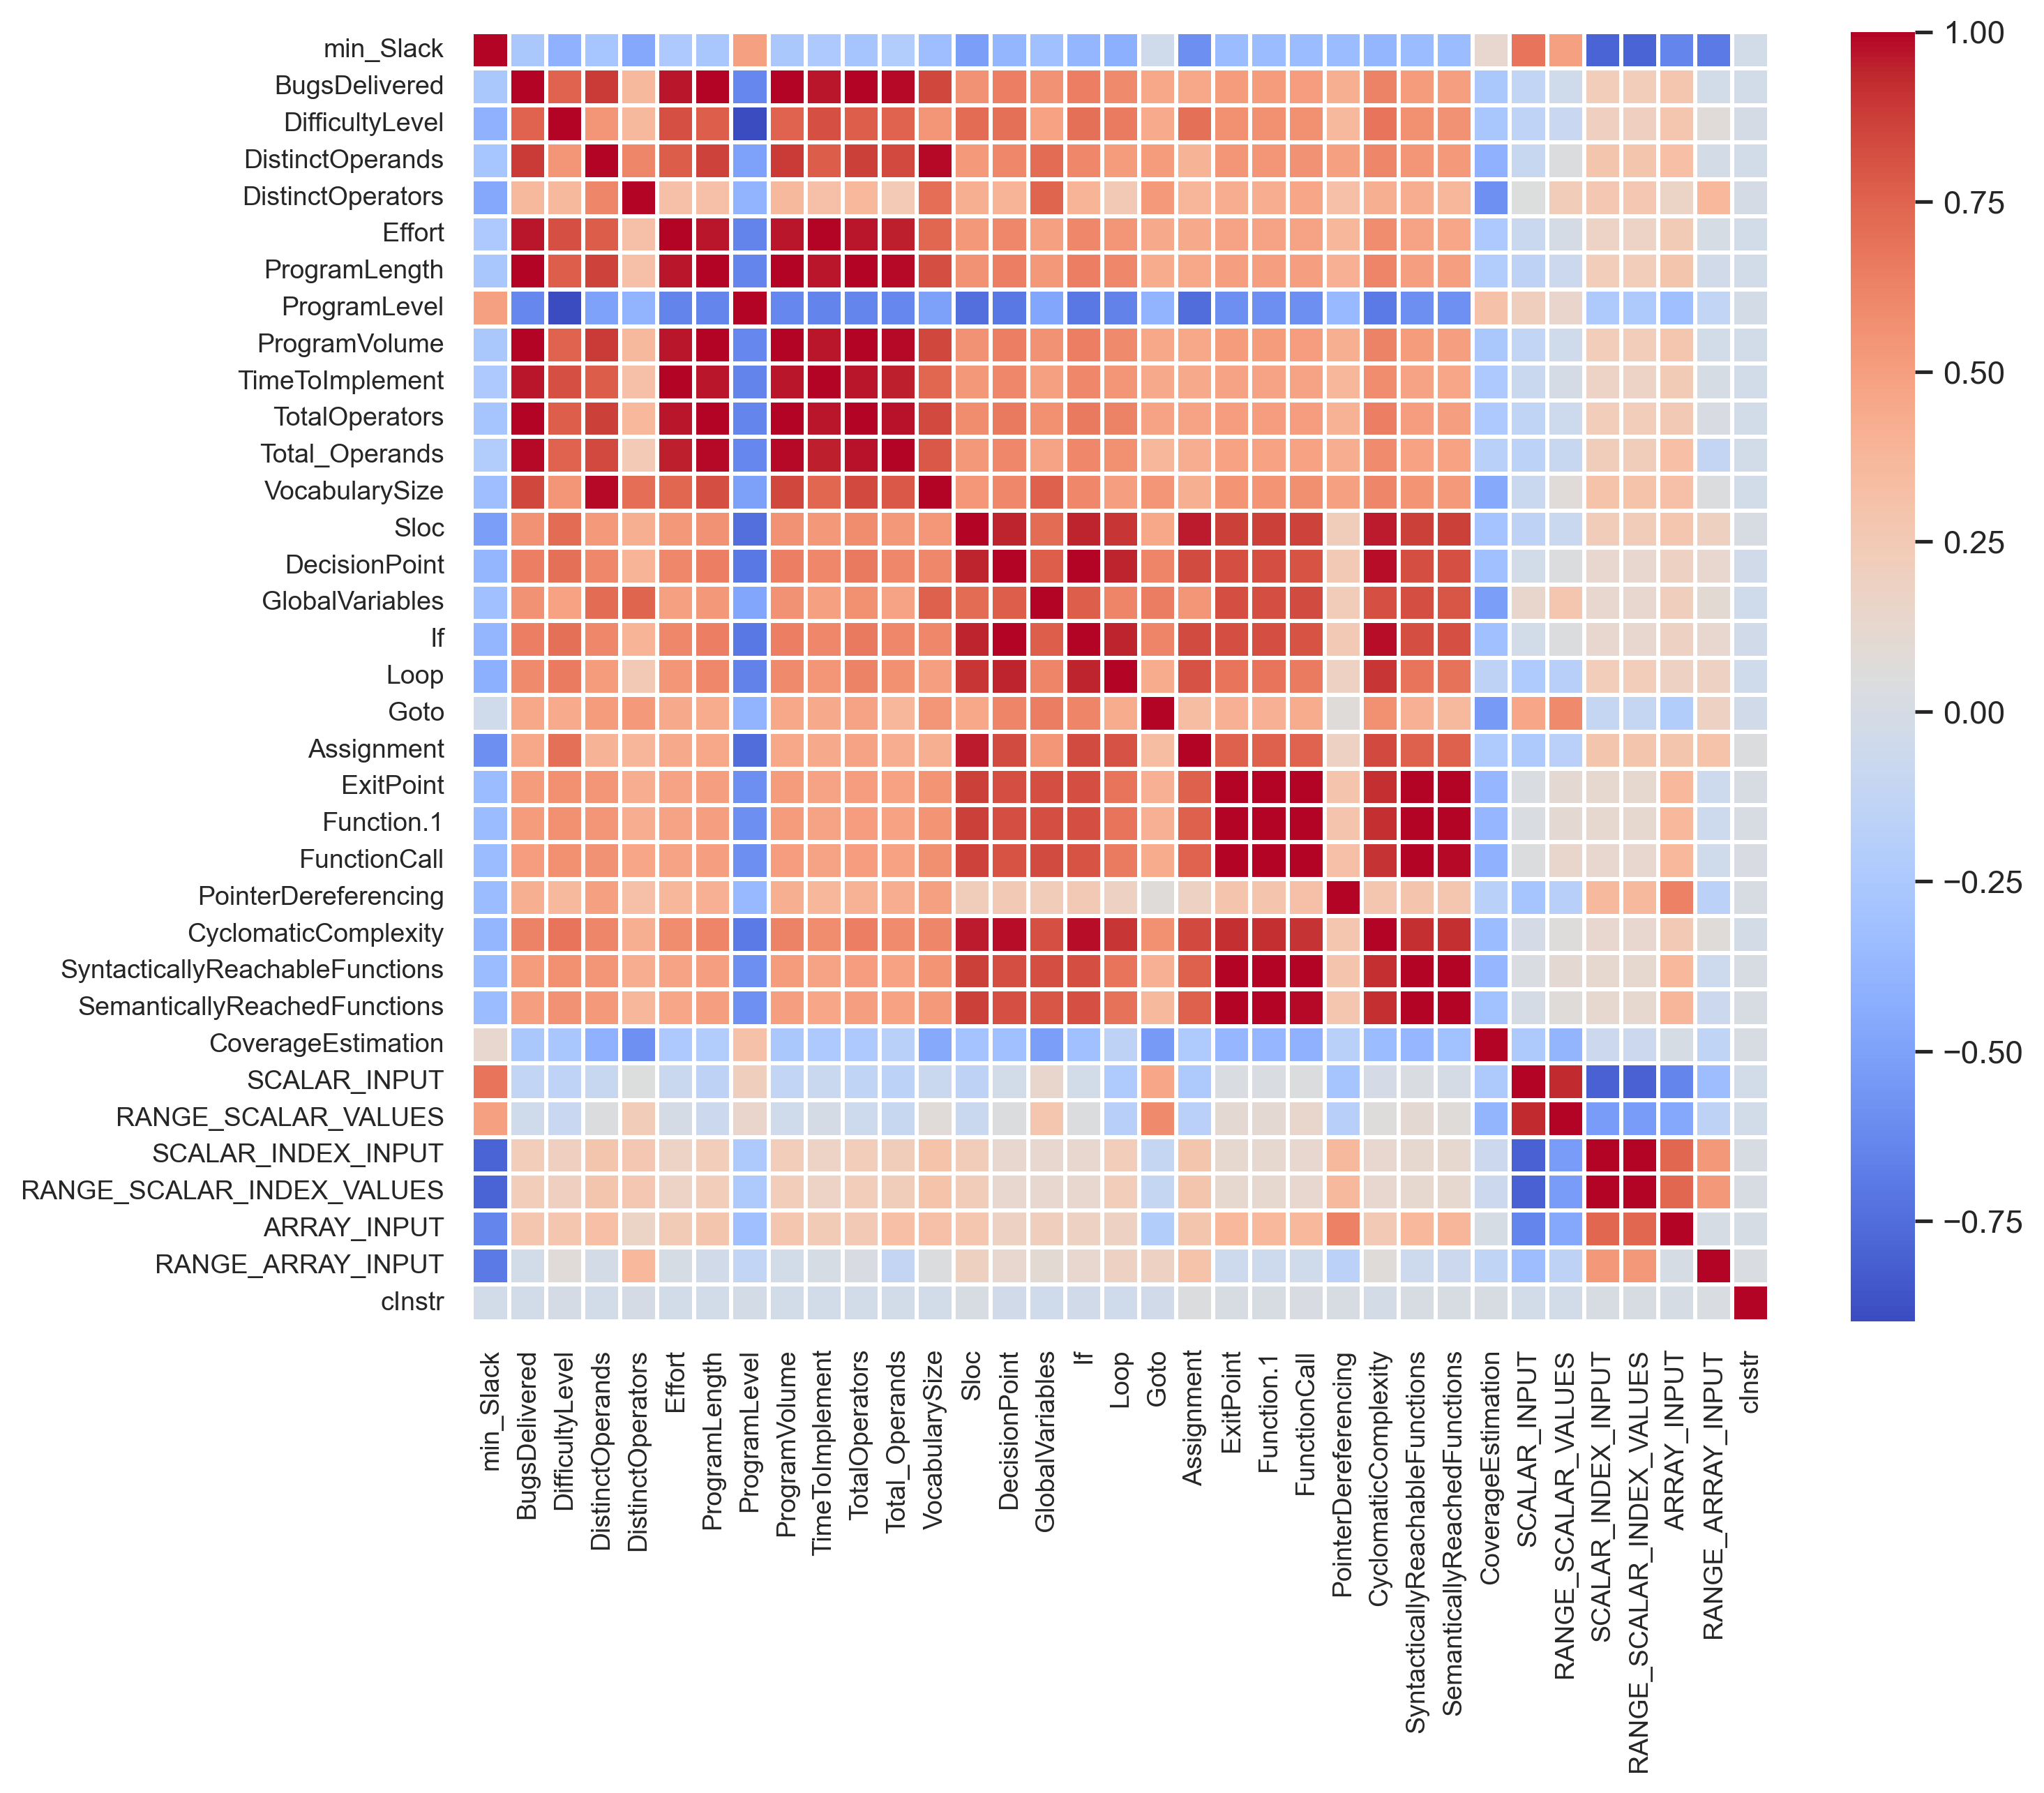 min_Slack
BugsDelivered
DifficultyLevel
DistinctOperands
DistinctOperators
Effort
ProgramLength
ProgramLevel
ProgramVolume
TimeToImplement
TotalOperators
Total_Operands
VocabularySize
Sloc
DecisionPoint
GlobalVariables
If
Loop
Goto
Assignment
ExitPoint
Function.1
FunctionCall
PointerDereferencing
CyclomaticComplexity
SyntacticallyReachableFunctions
SemanticallyReachedFunctions
CoverageEstimation
SCALAR_INPUT
RANGE_SCALAR_VALUES
SCALAR_INDEX_INPUT
RANGE_SCALAR_INDEX_VALUES
ARRAY_INPUT
RANGE_ARRAY_INPUT
cInstr
min_Slack
BugsDelivered
DifficultyLevel
DistinctOperands
DistinctOperators
Effort
ProgramLength
ProgramLevel
ProgramVolume
TimeToImplement
TotalOperators
Total_Operands
VocabularySize
Sloc
DecisionPoint
GlobalVariables
If
Loop
Goto
Assignment
ExitPoint
Function.1
FunctionCall
PointerDereferencing
CyclomaticComplexity
SyntacticallyReachableFunctions
SemanticallyReachedFunctions
CoverageEstimation
SCALAR_INPUT
RANGE_SCALAR_VALUES
SCALAR_INDEX_INPUT
RANGE_SCALAR_INDEX_VALUES
ARRAY_INPUT
RANGE_ARRAY_INPUT
cInstr
1.00
0.75
0.50
0.25
0.00
−0.25
−0.50
−0.75